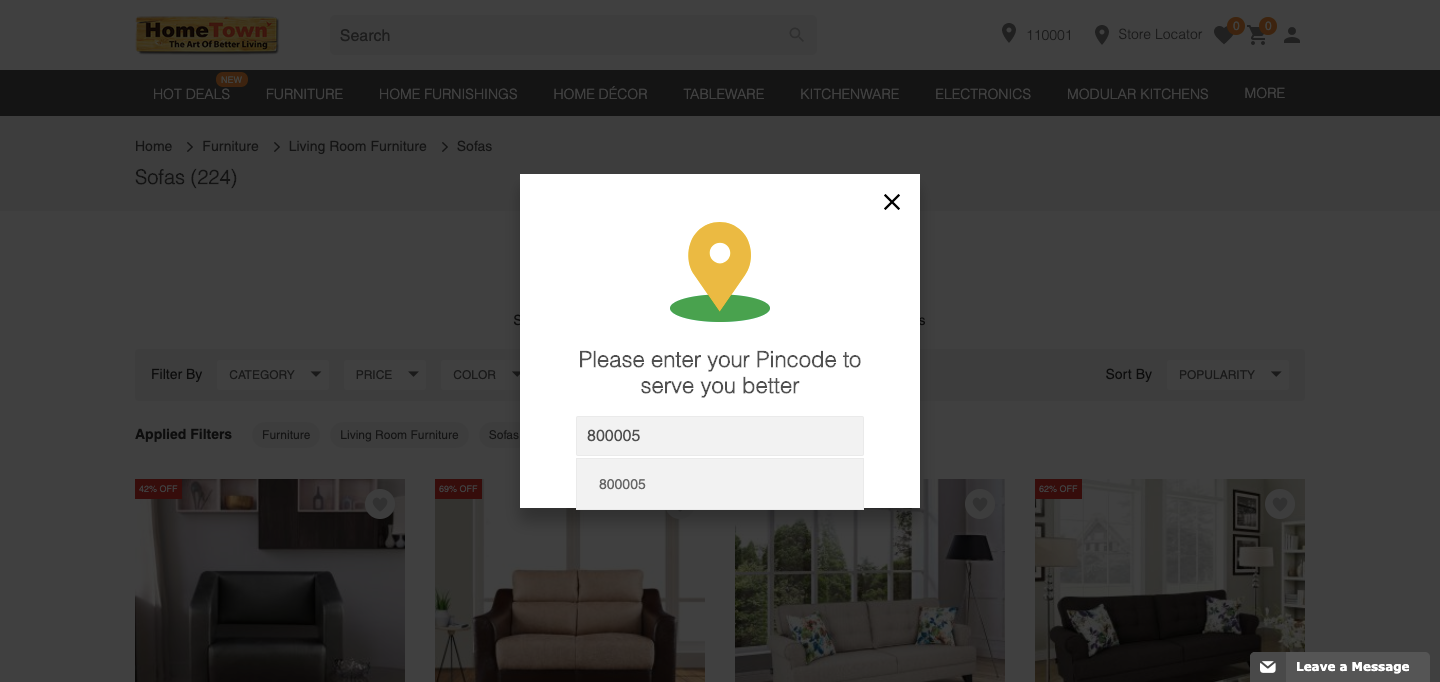 HomeTown
The Art Of Better Living
Search
110001
Store Locator
0
0
HOT DEALS
NEW
FURNITURE
HOME FURNISHINGS
HOME DÉCOR
TABLEWARE
KITCHENWARE
ELECTRONICS
MODULAR KITCHENS
MORE
Home > Furniture > Living Room Furniture > Sofas
Sofas (224)
Please enter your Pincode to
serve you better
800005
800005
Filter By
CATEGORY
PRICE
COLOR
Sort By
POPULARITY
Applied Filters
Furniture
Living Room Furniture
Sofas
42% OFF
69% OFF
62% OFF
Leave a Message